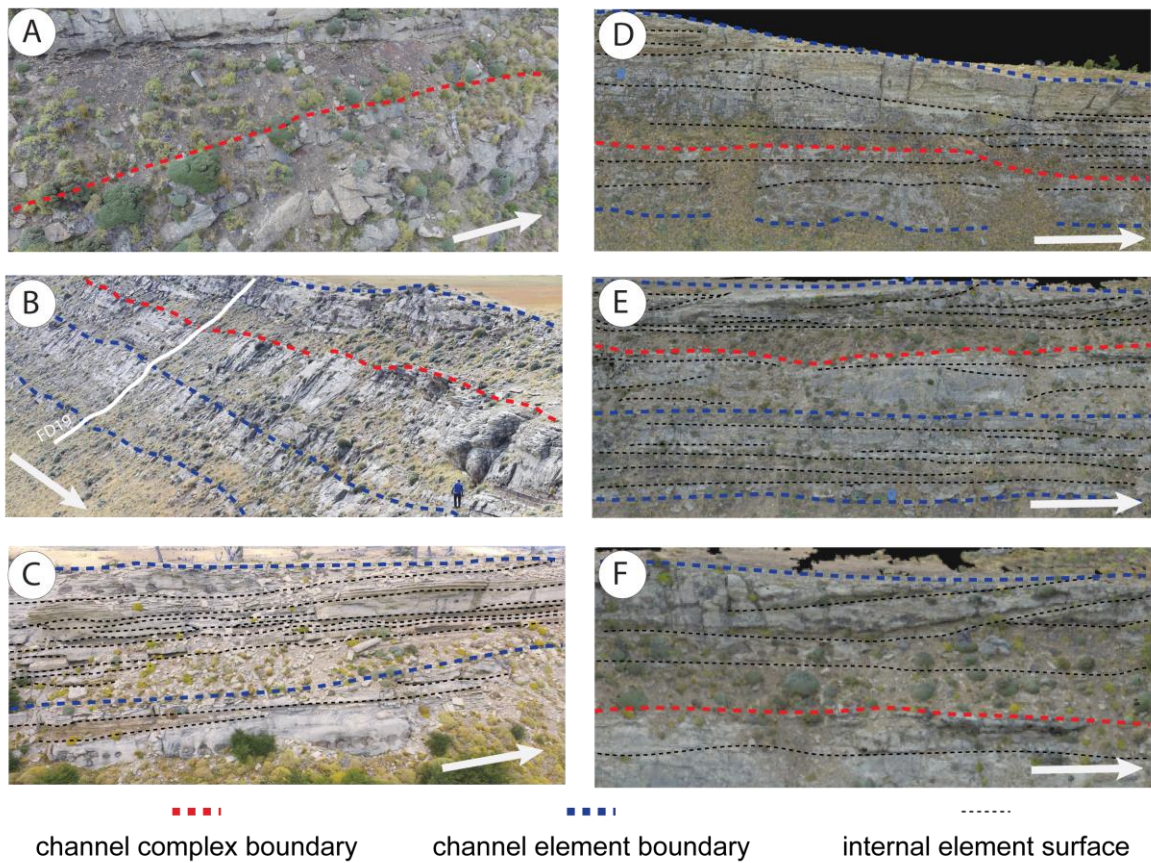 A
D
B
FD19
E
C
F
channel complex boundary
channel element boundary
internal element surface